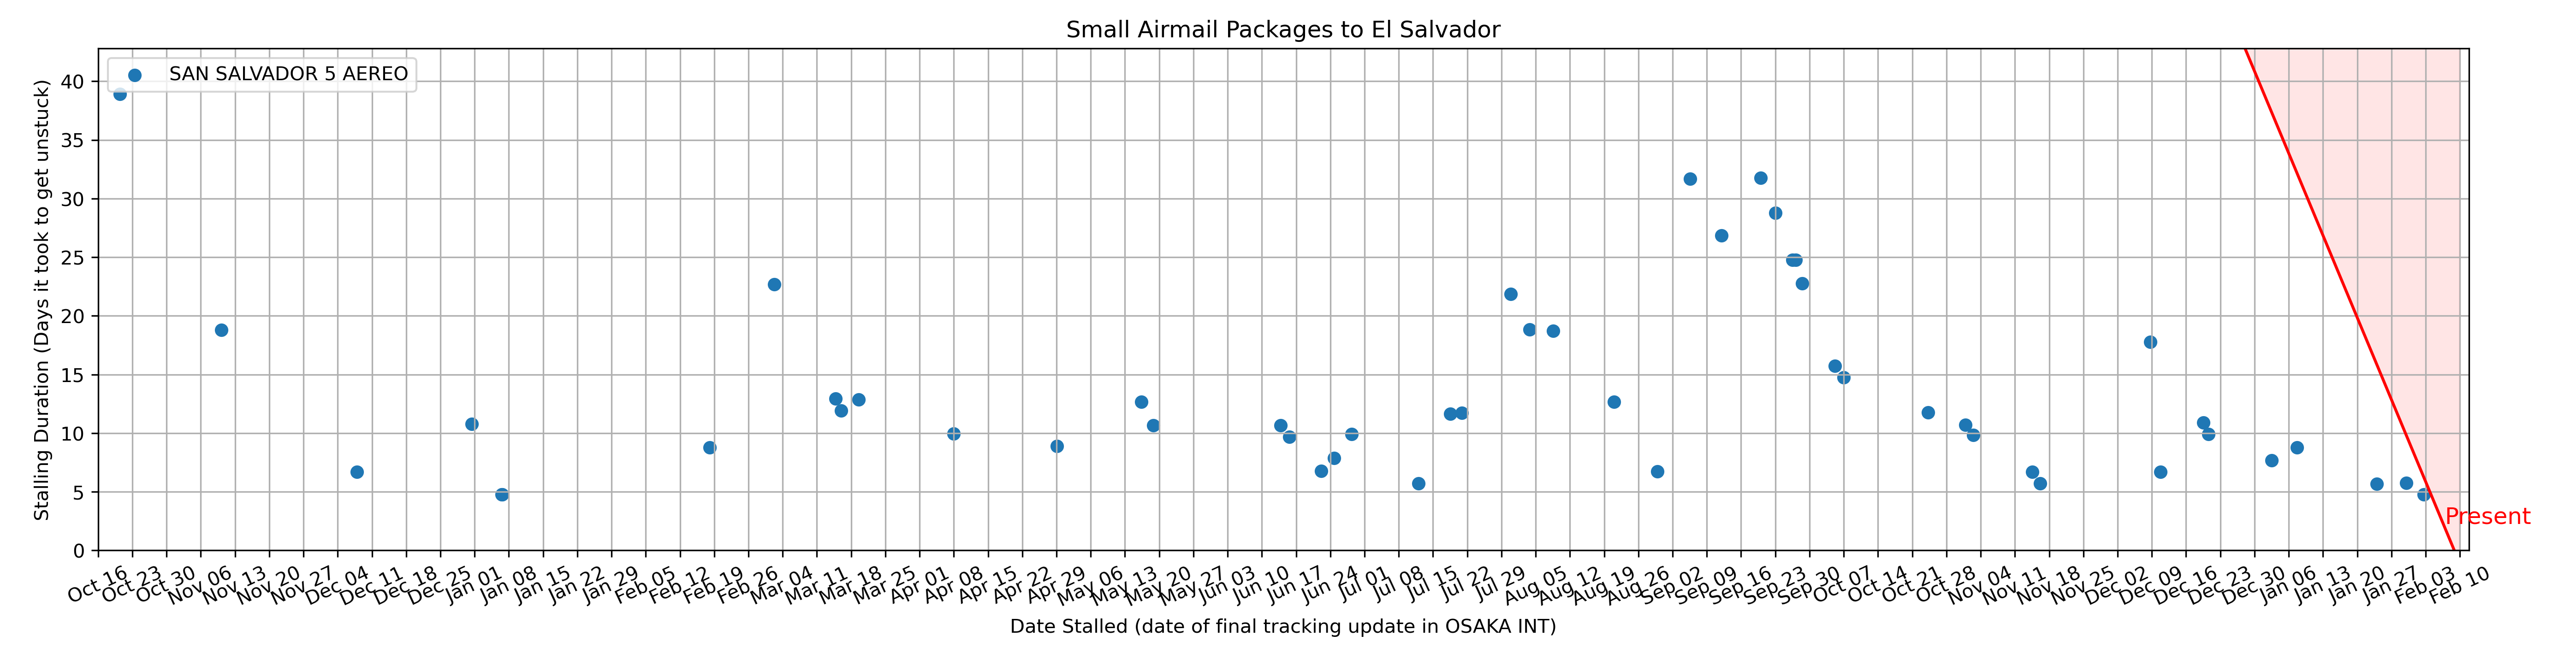 Small Airmail Packages to El Salvador
SAN SALVADOR 5 AEREO
Stalling Duration (Days it took to get unstuck)
40
35
30
25
20
15
10
5
0
Present
Oct 16 Oct 23 Oct 30 Nov 06 Nov 13 Nov 20 Nov 27 Dec 04 Dec 11 Dec 18 Dec 25 Jan 01 Jan 08 Jan 15 Jan 22 Jan 29 Feb 05 Feb 12 Feb 19 Feb 26 Mar 04 Mar 11 Mar 18 Mar 25 Apr 01 Apr 08 Apr 15 Apr 22 Apr 29 May 06 May 13 May 20 May 27 Jun 03 Jun 10 Jun 17 Jun 24 Jul 01 Jul 08 Jul 15 Jul 22 Jul 29 Aug 05 Aug 12 Aug 19 Aug 26 Sep 02 Sep 09 Sep 16 Sep 23 Sep 30 Oct 07 Oct 14 Oct 21 Oct 28 Nov 04 Nov 11 Nov 18 Nov 25 Dec 02 Dec 09 Dec 16 Dec 23 Dec 30 Jan 06 Jan 13 Jan 20 Jan 27 Feb 03 Feb 10
Date Stalled (date of final tracking update in OSAKA INT)